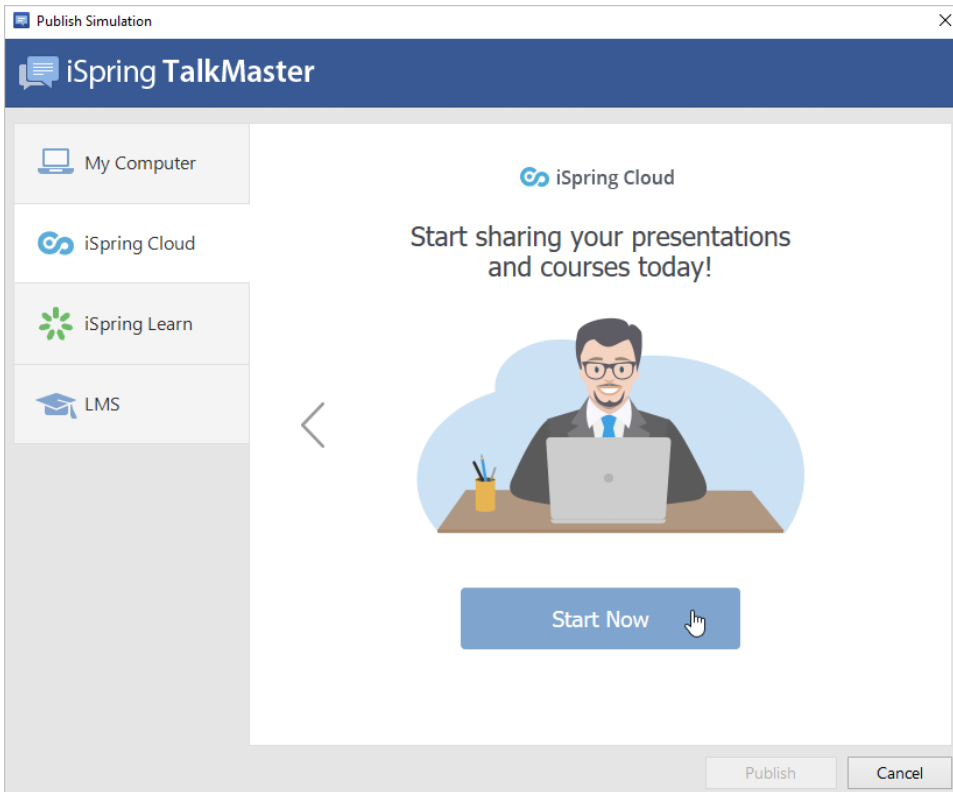 Publish Simulation
iSpring TalkMaster
My Computer
iSpring Cloud
iSpring Learn
LMS
iSpring Cloud
Start sharing your presentations
and courses today!
Start Now
Publish
Cancel